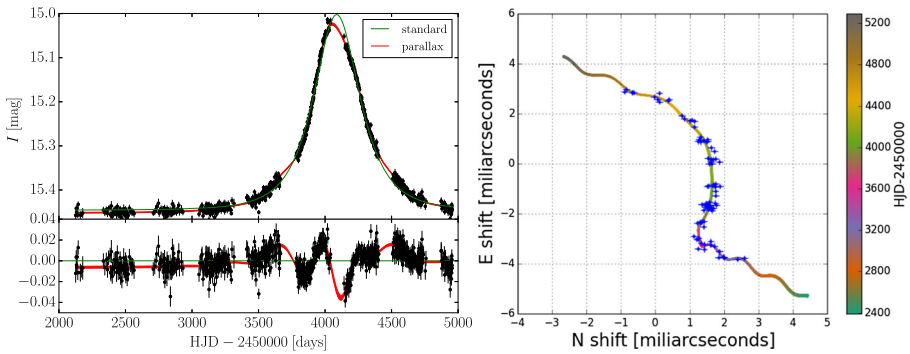 15.0
15.1
15.2
15.3
15.4
I [mag]
standard
parallax
0.04
0.02
0.00
−0.02
−0.04
2000 2500 3000 3500 4000 4500 5000
HJD − 2450000 [days]
6
4
2
0
−2
−4
−6
E shift [miliarcseconds]
−4 −3 −2 −1 0 1 2 3 4 5
N shift [miliarcseconds]
5200
4800
4400
4000
3600
3200
2800
2400
HJD-2450000